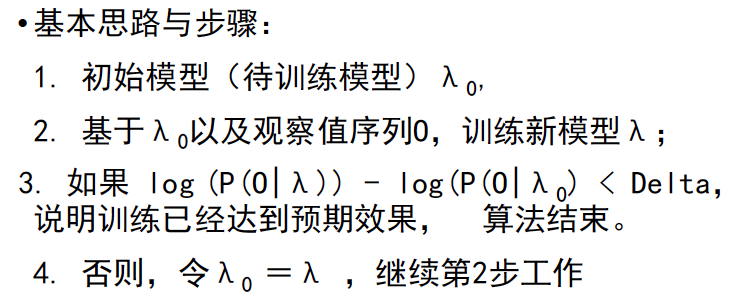 •基本思路与步骤：
1. 初始模型（待训练模型）λ₀,
2. 基于λ₀以及观察值序列O，训练新模型λ；
3. 如果 log(P(O|λ)) - log(P(O|λ₀) < Delta，
说明训练已经达到预期效果， 算法结束。
4. 否则，令λ₀＝λ ，继续第2步工作